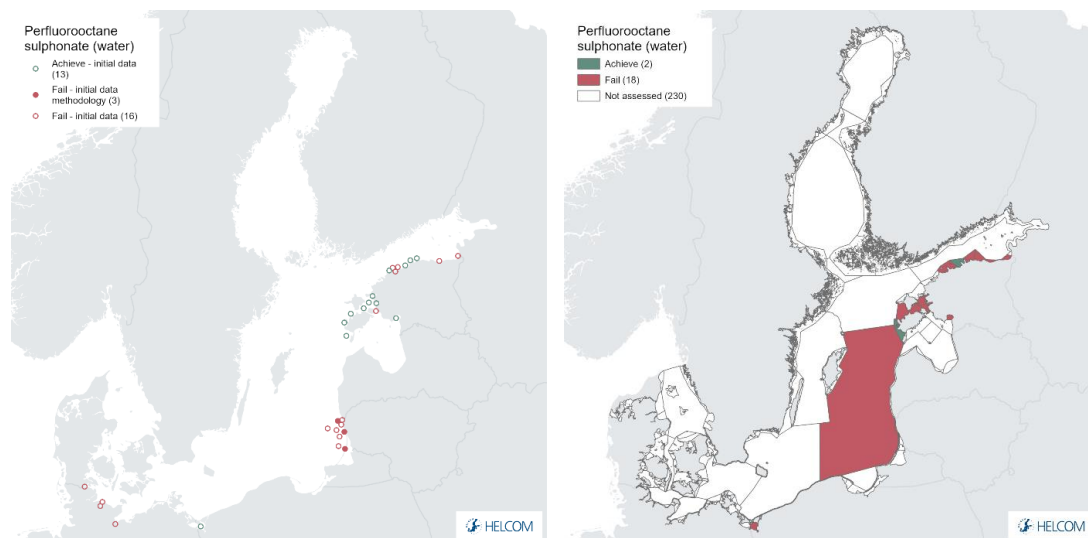 Perfluorooctane
sulphonate (water)
Achieve - initial data
(13)
Fail - initial data
methodology (3)
Fail - initial data (16)
HELCOM
Perfluorooctane
sulphonate (water)
Achieve (2)
Fail (18)
Not assessed (230)
HELCOM